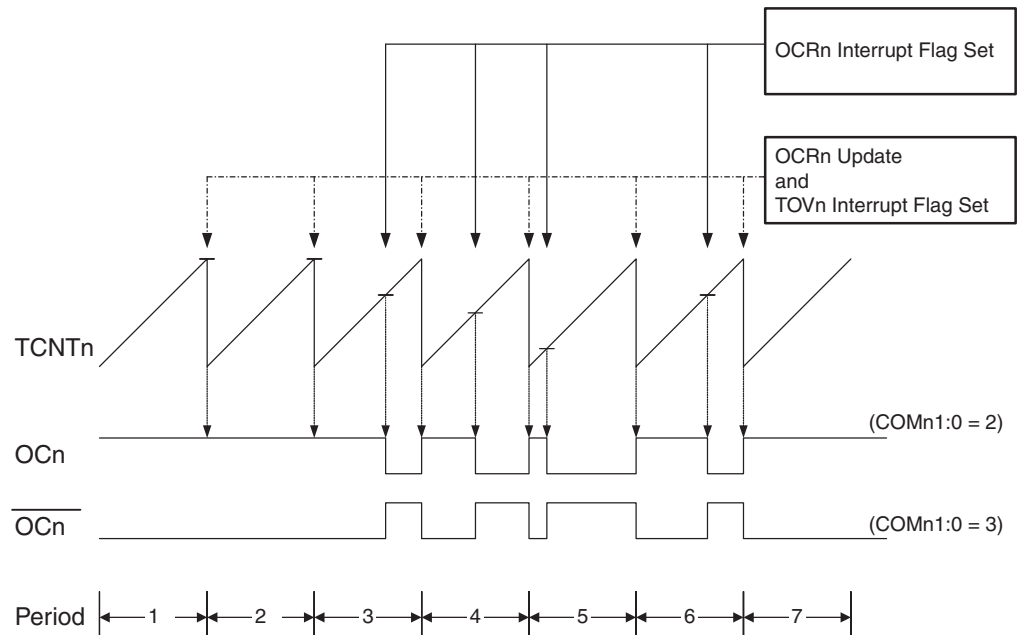 OCRn Interrupt Flag Set
OCRn Update
and
TOVn Interrupt Flag Set
TCNTn
(COMn1:0 = 2)
OCn
OCn
(COMn1:0 = 3)
Period 1 2 3 4 5 6 7